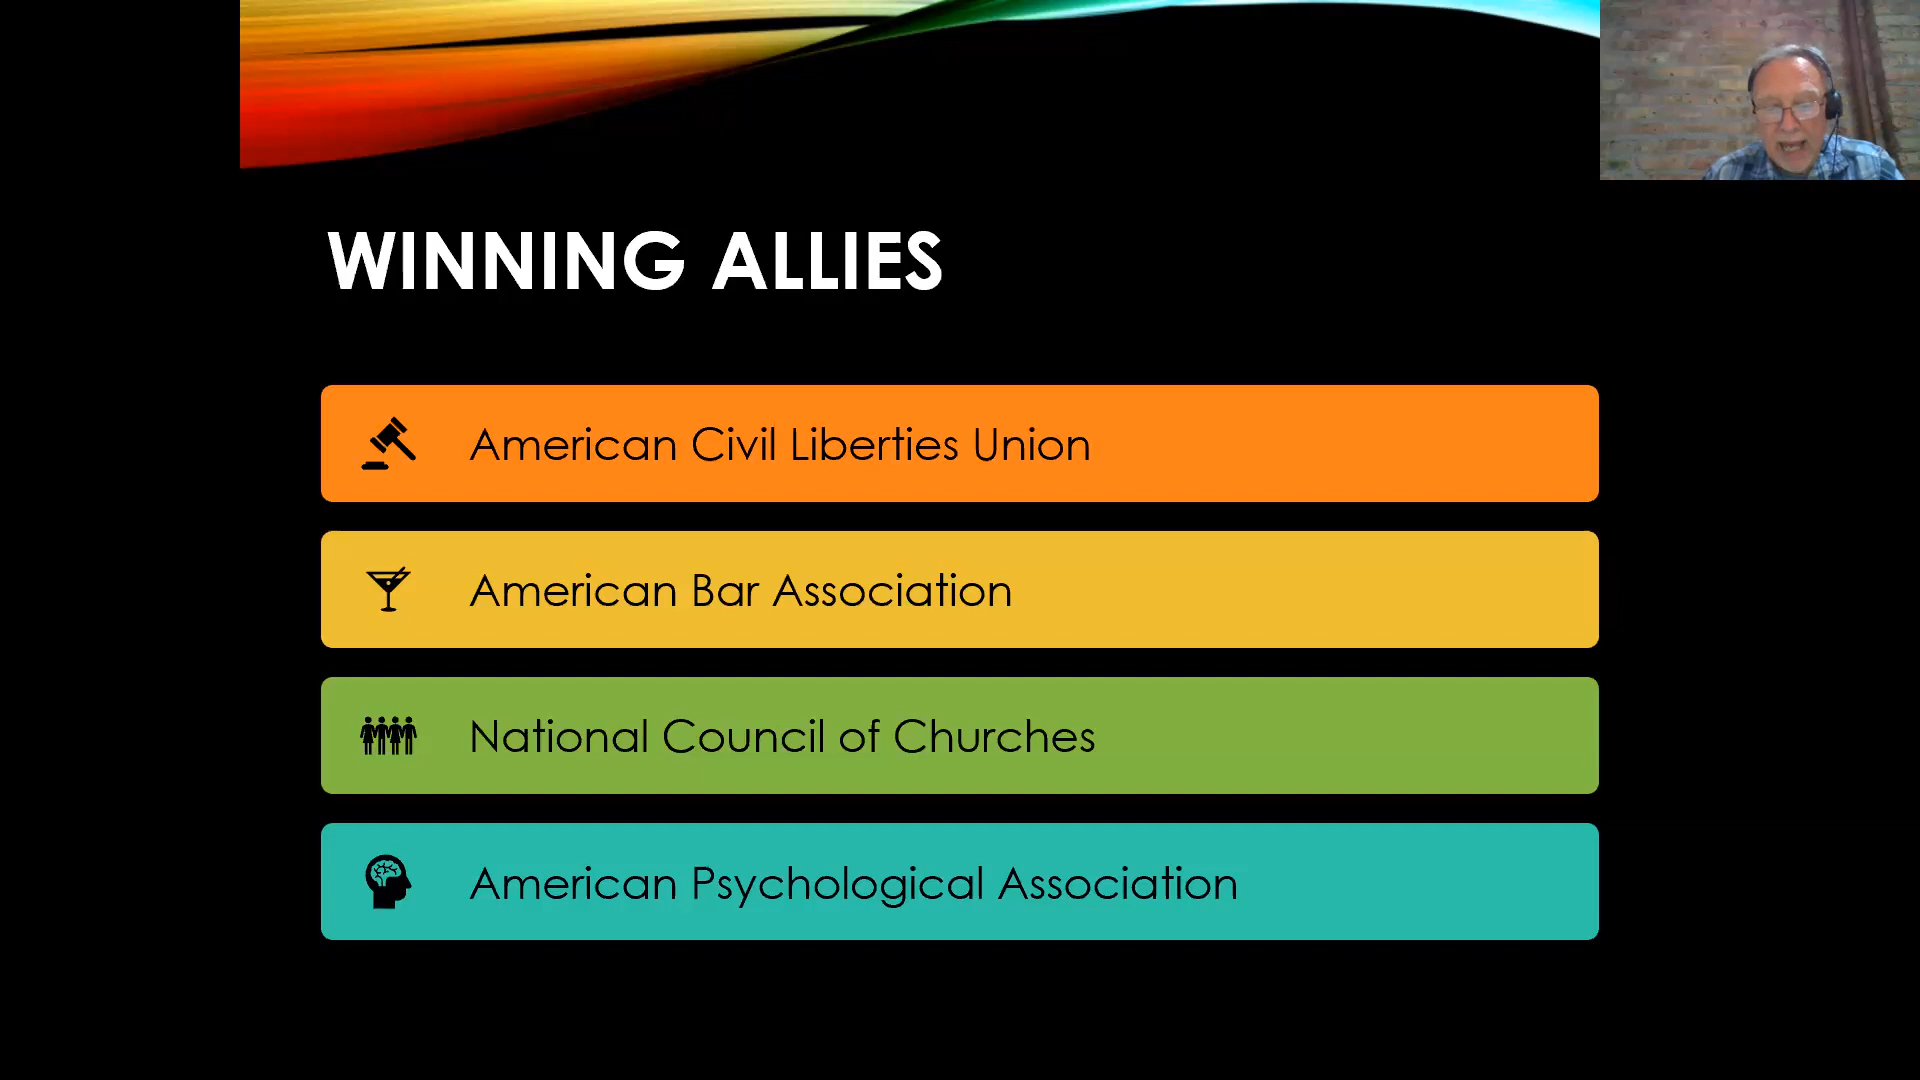 WINNING ALLIES
American Civil Liberties Union
American Bar Association
National Council of Churches
American Psychological Association